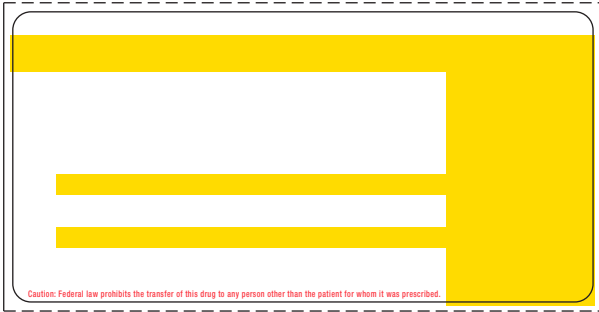 Caution: Federal law prohibits the transfer of this drug to any person other than the patient for whom it was prescribed.